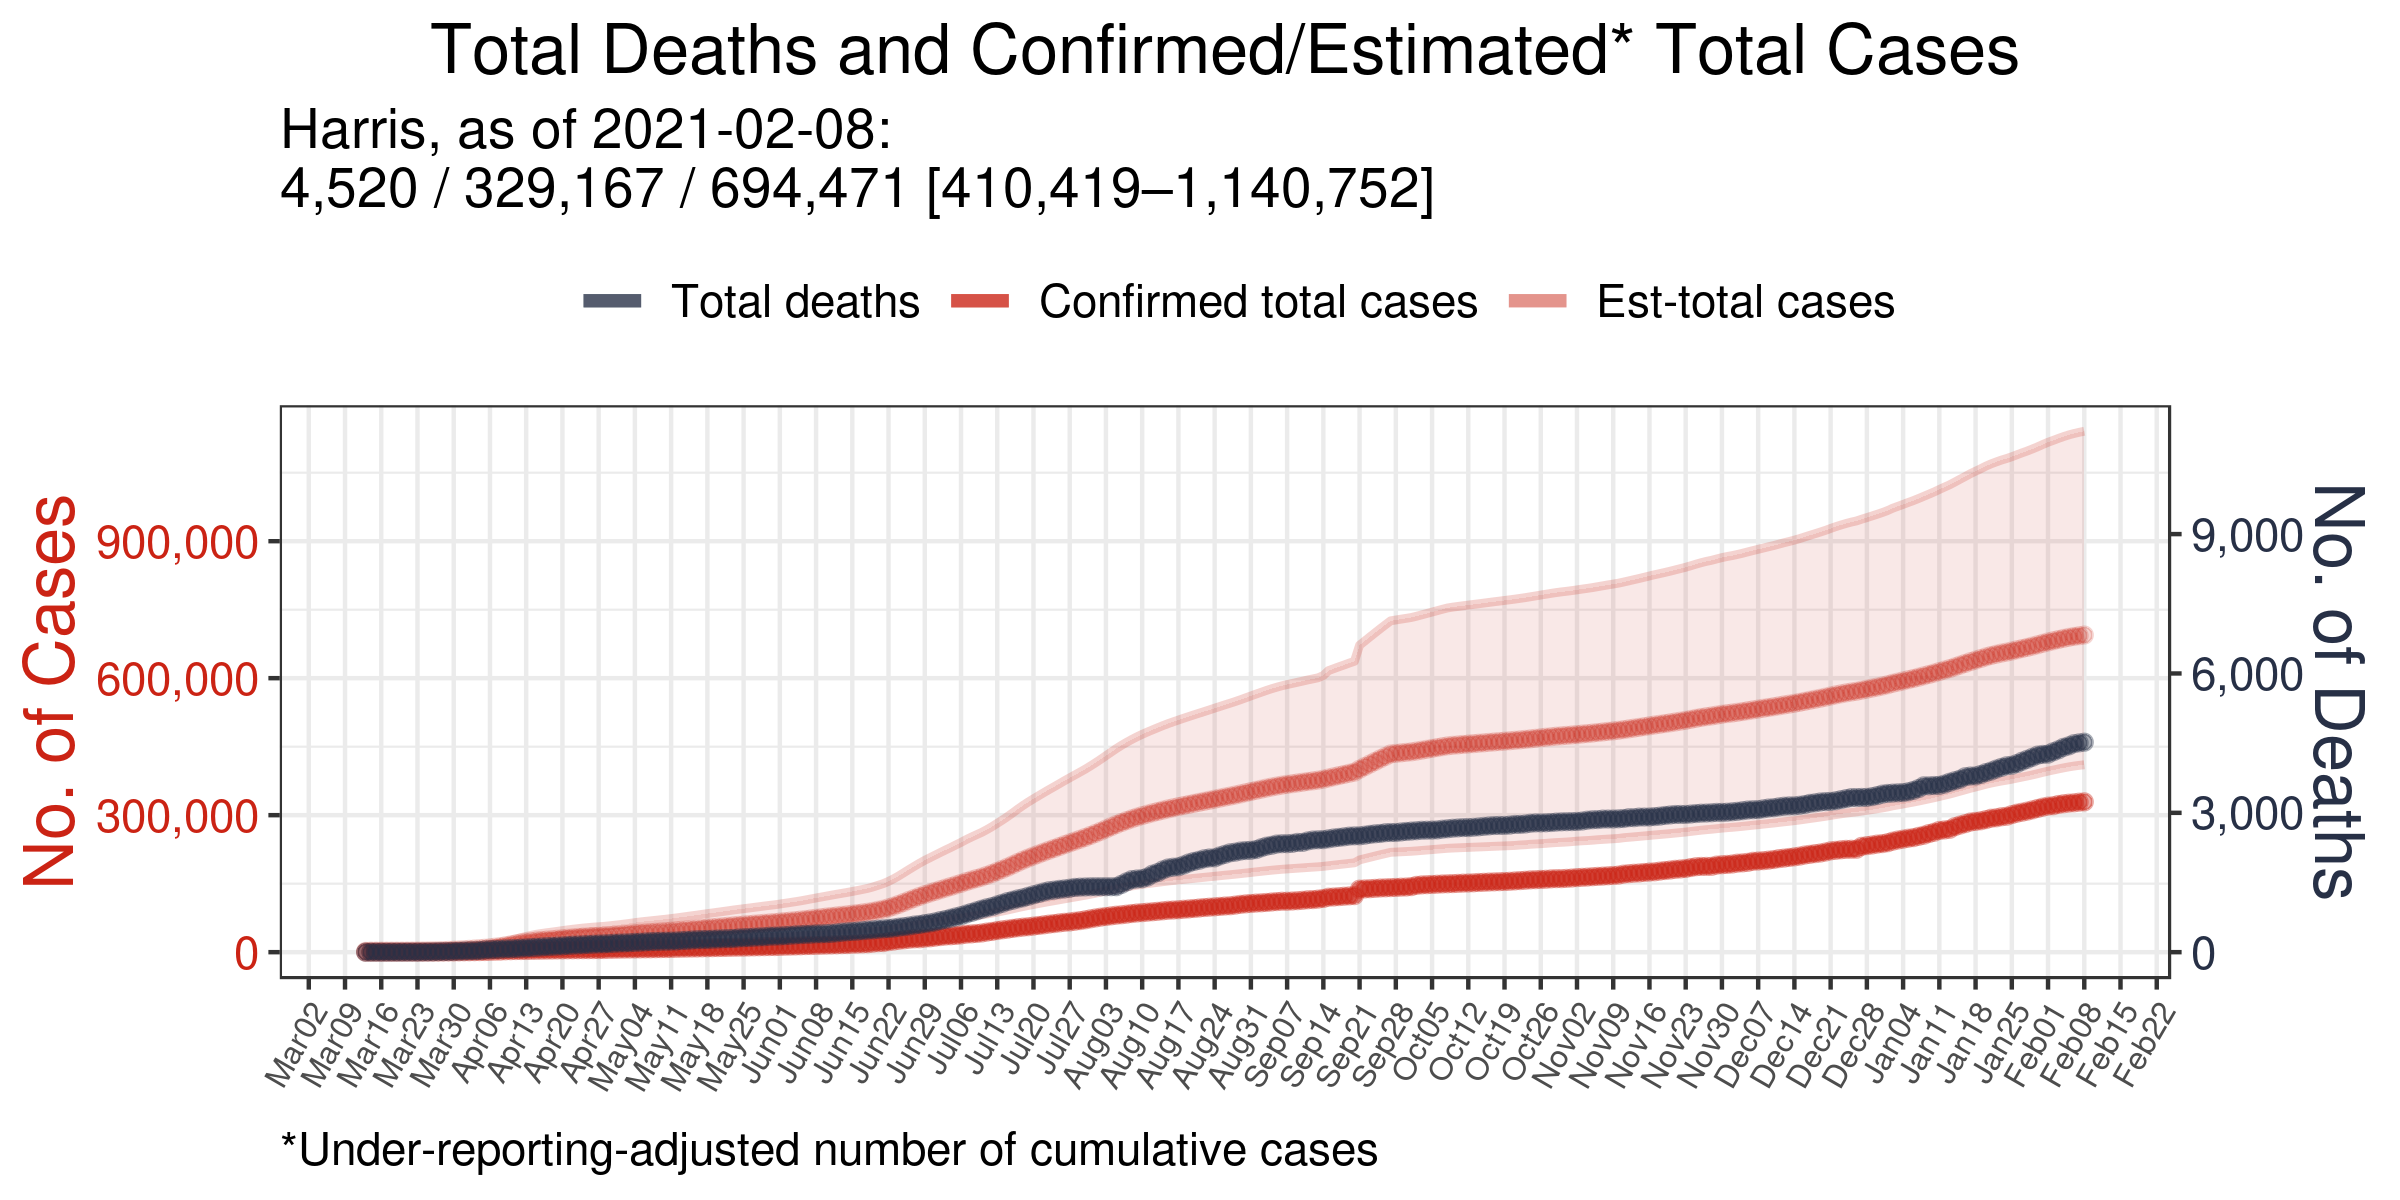 Total Deaths and Confirmed/Estimated* Total Cases
Harris, as of 2021-02-08:
4,520 / 329,167 / 694,471 [410,419–1,140,752]
Total deaths
Confirmed total cases
Est-total cases
No. of Cases
900,000
600,000
300,000
0
9,000
6,000
3,000
0
No. of Deaths
Mar02
Mar09
Mar16
Mar23
Mar30
Apr06
Apr13
Apr20
Apr27
May04
May11
May18
May25
Jun01
Jun08
Jun15
Jun22
Jun29
Jul06
Jul13
Jul20
Jul27
Aug03
Aug10
Aug17
Aug24
Aug31
Sep07
Sep14
Sep21
Sep28
Oct05
Oct12
Oct19
Oct26
Nov02
Nov09
Nov16
Nov23
Nov30
Dec07
Dec14
Dec21
Dec28
Jan04
Jan11
Jan18
Jan25
Feb01
Feb08
Feb15
Feb22
*Under-reporting-adjusted number of cumulative cases